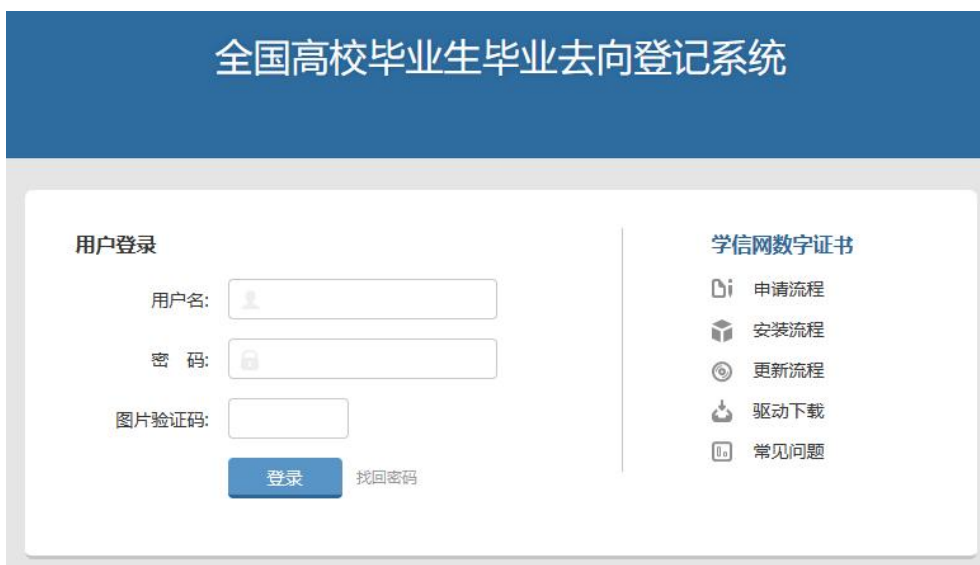 全国高校毕业生毕业去向登记系统
用户登录
用户名:
密 码:
图片验证码:
登录 找回密码
学信网数字证书
申请流程
安装流程
更新流程
驱动下载
常见问题